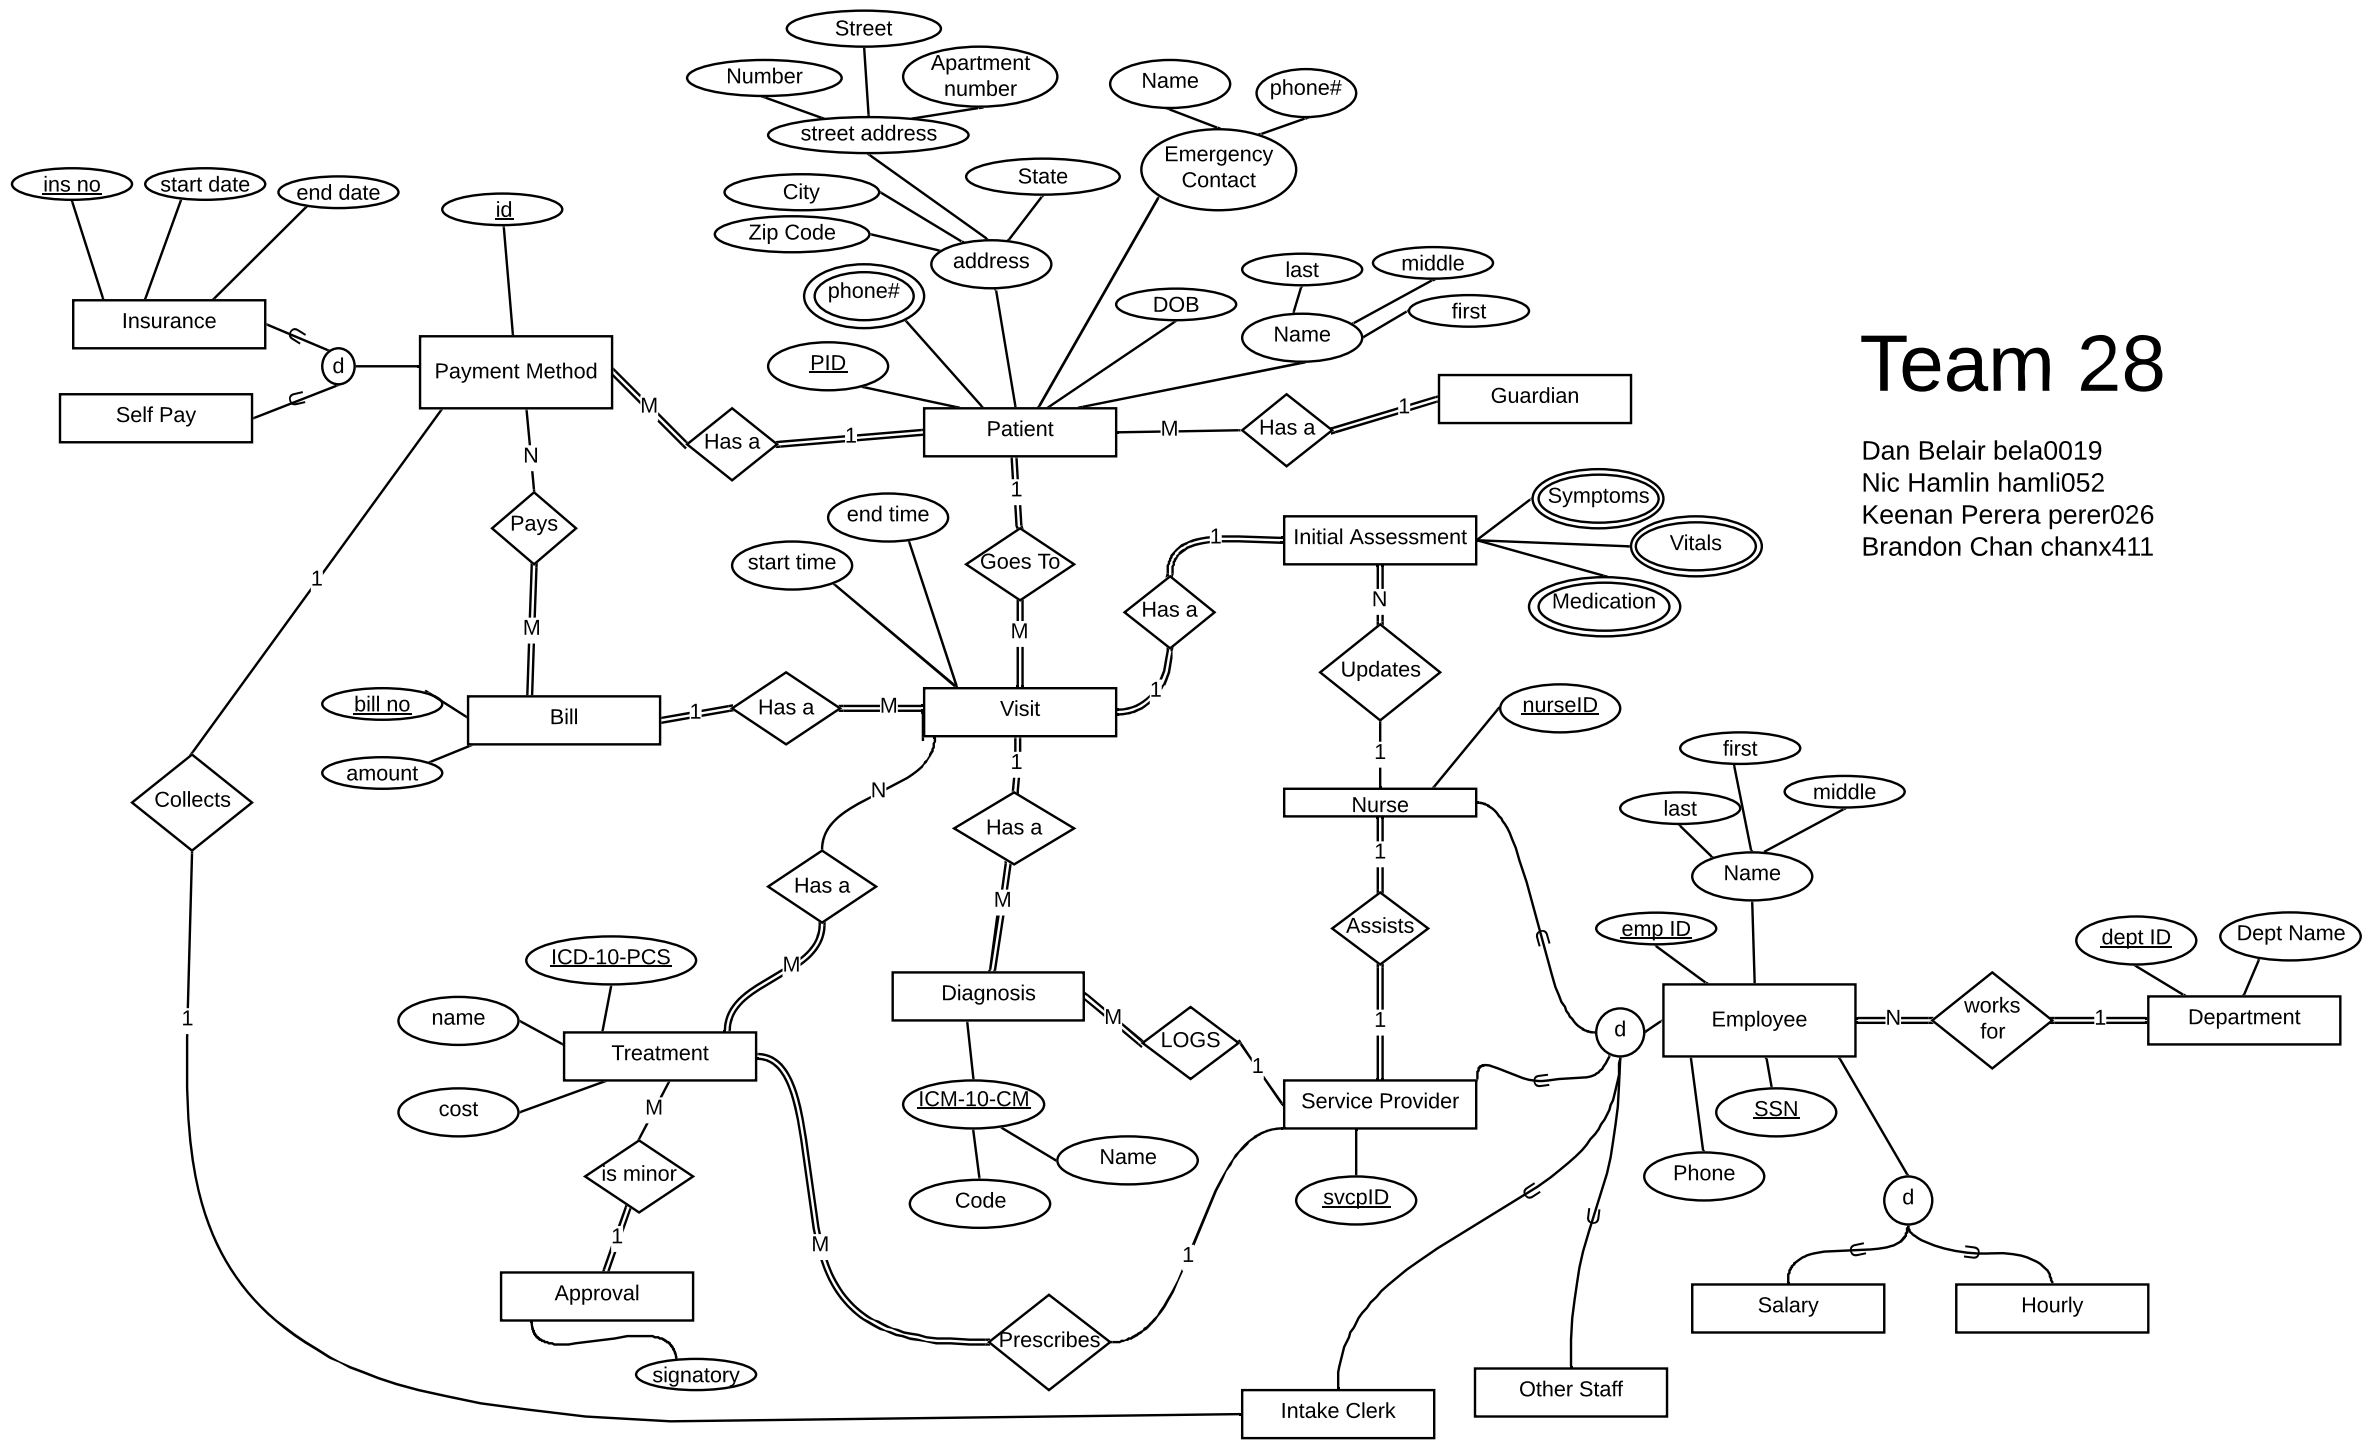 Street
Number
Apartment
number
street address
Name
phone#
Emergency
Contact
ins no
start date
end date
id
City
State
Zip Code
address
phone#
last
middle
first
DOB
Name
PID
Insurance
d
Self Pay
Payment Method
M
Has a
1
Patient
M
Has a
1
Guardian
Team 28
Dan Belair bela0019
Nic Hamlin hamli052
Keenan Perera perer026
Brandon Chan chanx411
N
Pays
M
1
end time
start time
1
Goes To
M
1
Has a
1
Initial Assessment
Symptoms
Vitals
Medication
N
Updates
1
bill no
amount
Bill
1
Has a
M
Visit
nurseID
Nurse
Collects
1
N
Has a
M
1
Has a
M
1
Assists
1
first
last
middle
Name
emp ID
dept ID
Dept Name
ICD-10-PCS
name
cost
Treatment
Diagnosis
M
LOGS
1
d
Employee
N
works
for
1
Department
ICM-10-CM
Name
Code
Service Provider
svcpID
SSN
Phone
M
is minor
1
Approval
signatory
M
Prescribes
1
d
Salary
Hourly
Other Staff
Intake Clerk